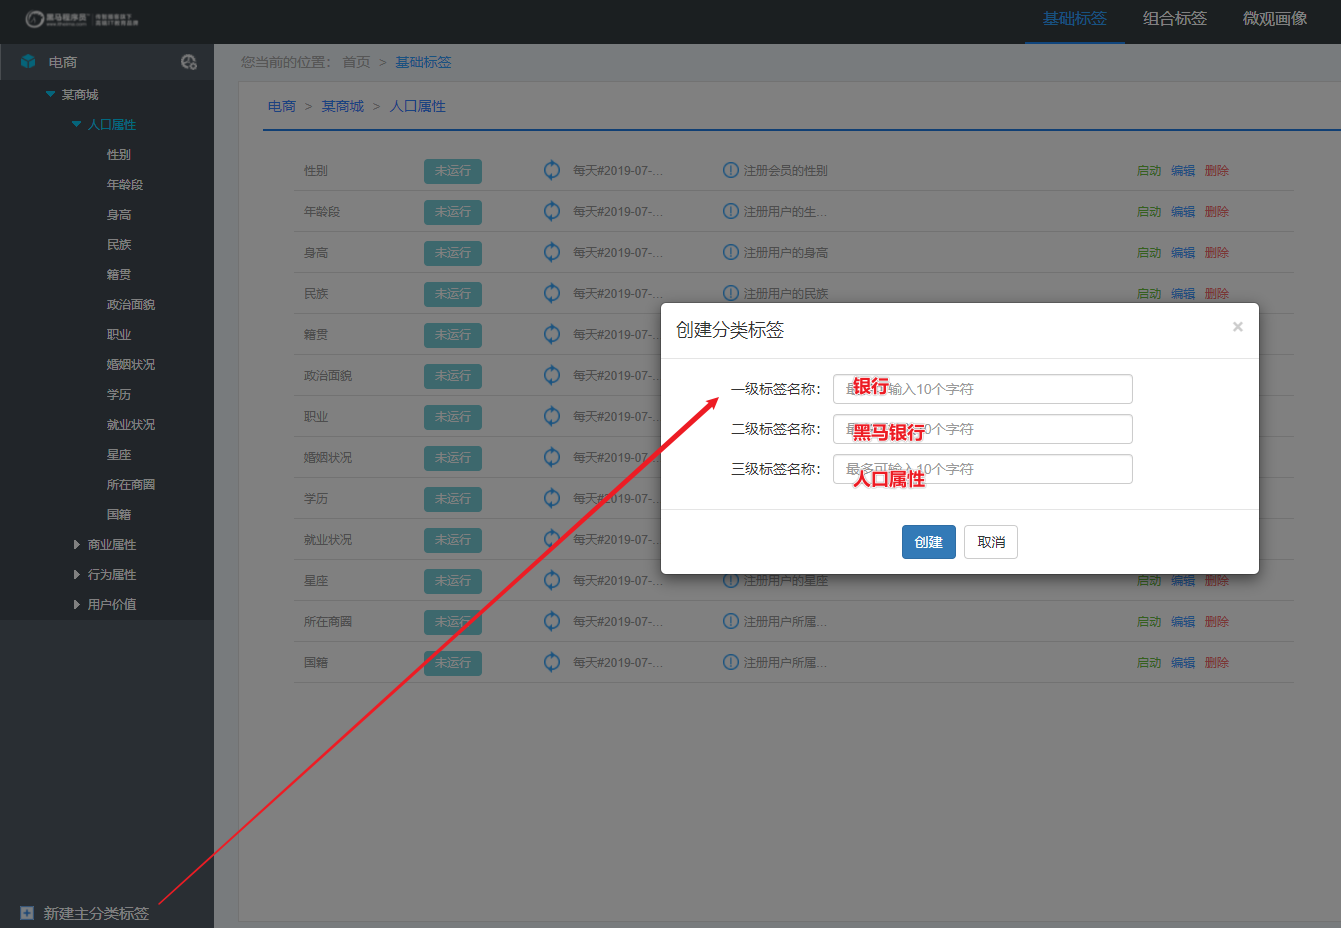 黑马程序员
基础标签 组合标签 微观画像
电商
某商城
人口属性
性别
年龄段
身高
民族
籍贯
政治面貌
职业
婚姻状况
学历
就业状况
星座
所在商圈
国籍
商业属性
行为属性
用户价值
新建主分类标签
您当前的位置： 首页 > 基础标签
电商 > 某商城 > 人口属性
性别 未运行 每天#2019-07-... 注册会员的性别 启动 编辑 删除
年龄段 未运行 每天#2019-07-... 注册用户的生... 启动 编辑 删除
身高 未运行 每天#2019-07-... 注册用户的身高 启动 编辑 删除
民族 未运行 每天#2019-07-... 注册用户的民族 启动 编辑 删除
籍贯 未运行 每天#2019-07-
政治面貌 未运行 每天#2019-07-
职业 未运行 每天#2019-07-
婚姻状况 未运行 每天#2019-07-
学历 未运行 每天#2019-07-
就业状况 未运行 每天#2019-07-
星座 未运行 每天#2019-07-... 注册用户的星座 启动 编辑 删除
所在商圈 未运行 每天#2019-07-... 注册用户所属... 启动 编辑 删除
国籍 未运行 每天#2019-07-... 注册用户所属... 启动 编辑 删除
创建分类标签 ×
一级标签名称： 最多可输入10个字符
银行
二级标签名称： 最多可输入10个字符
黑马银行
三级标签名称： 最多可输入10个字符
人口属性
创建 取消